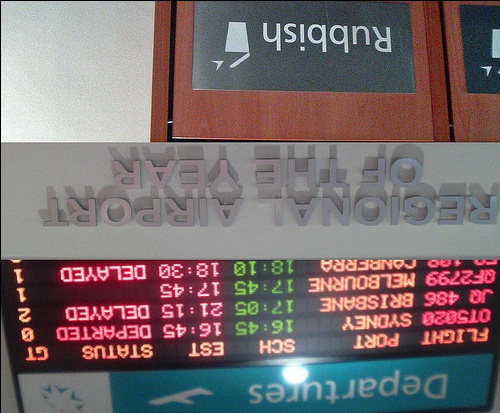 Departures
FLIGHT PORT SCH EST STATUS GT
OT5020 SYDNEY 16:45 16:45 DEPARTED 0
JQ 486 BRISBANE 17:05 21:15 DELAYED 2
QF2799 MELBOURNE 17:45 17:45 1
CANBERRA 18:10 18:30 DELAYED 1
REGIONAL AIRPORT
OF THE YEAR
Rubbish